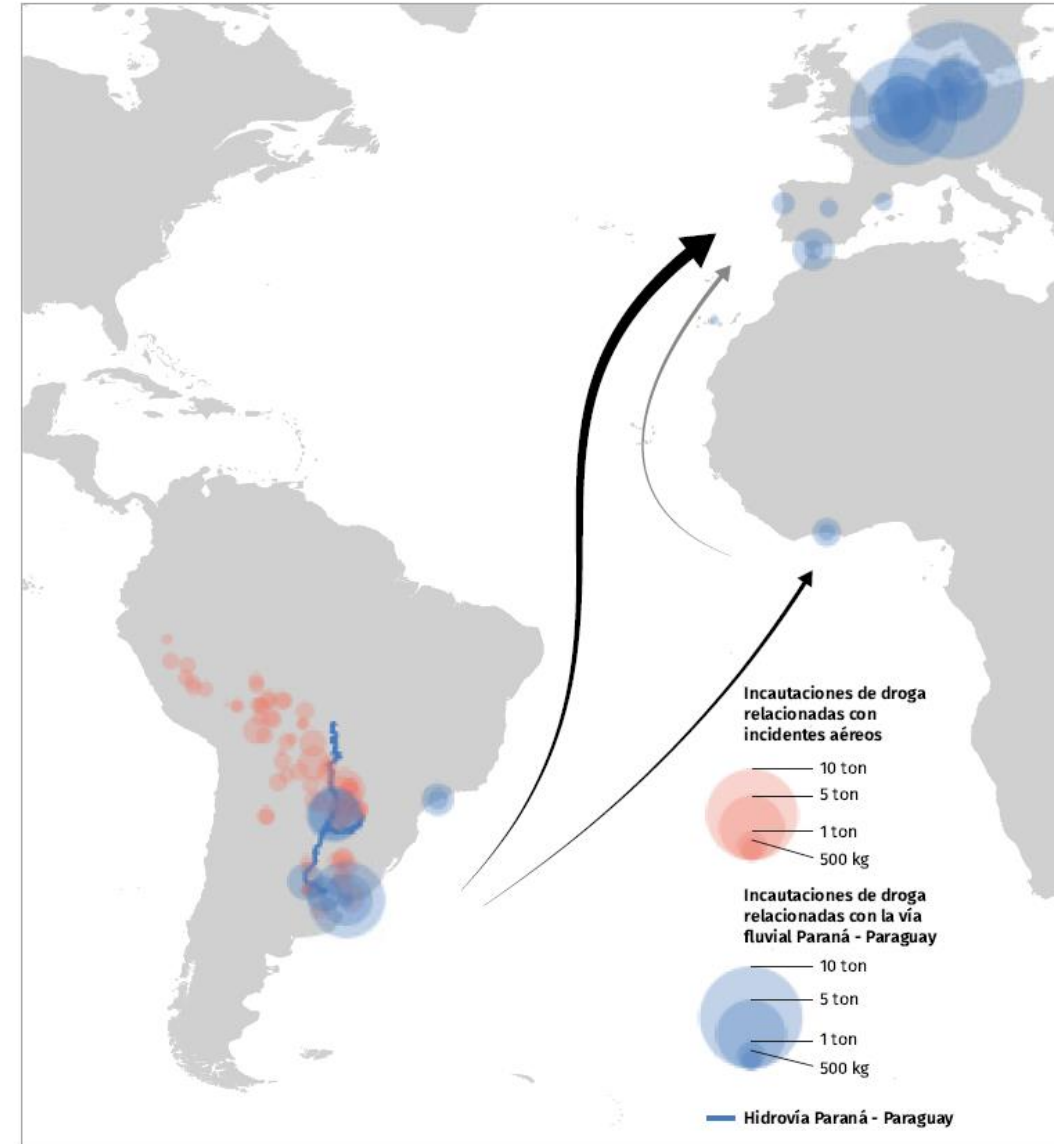 Incautaciones de droga
relacionadas con
incidentes aéreos
10 ton
5 ton
1 ton
500 kg
Incautaciones de droga
relacionadas con la vía
fluvial Paraná - Paraguay
10 ton
5 ton
1 ton
500 kg
Hidrovía Paraná - Paraguay